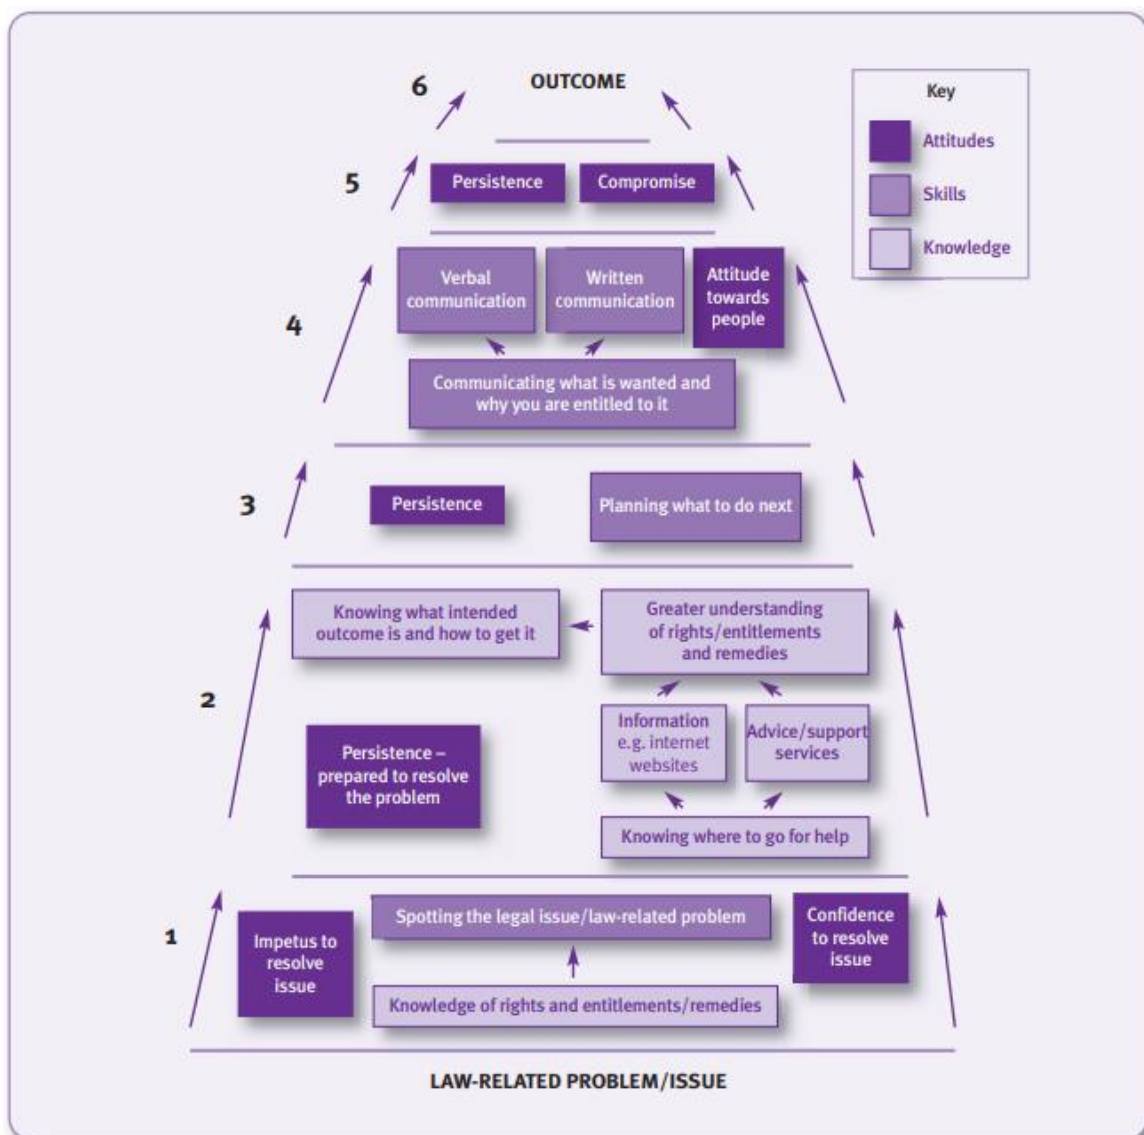 6
OUTCOME
Key
Attitudes
Skills
Knowledge
5
Persistence
Compromise
4
Verbal
communication
Written
communication
Attitude
towards
people
Communicating what is wanted and
why you are entitled to it
3
Persistence
Planning what to do next
2
Knowing what intended
outcome is and how to get it
Greater understanding
of rights/entitlements
and remedies
Persistence –
prepared to resolve
the problem
Information
e.g. internet
websites
Advice/support
services
Knowing where to go for help
1
Impetus to
resolve
issue
Spotting the legal issue/law-related problem
Confidence
to resolve
issue
Knowledge of rights and entitlements/remedies
LAW-RELATED PROBLEM/ISSUE